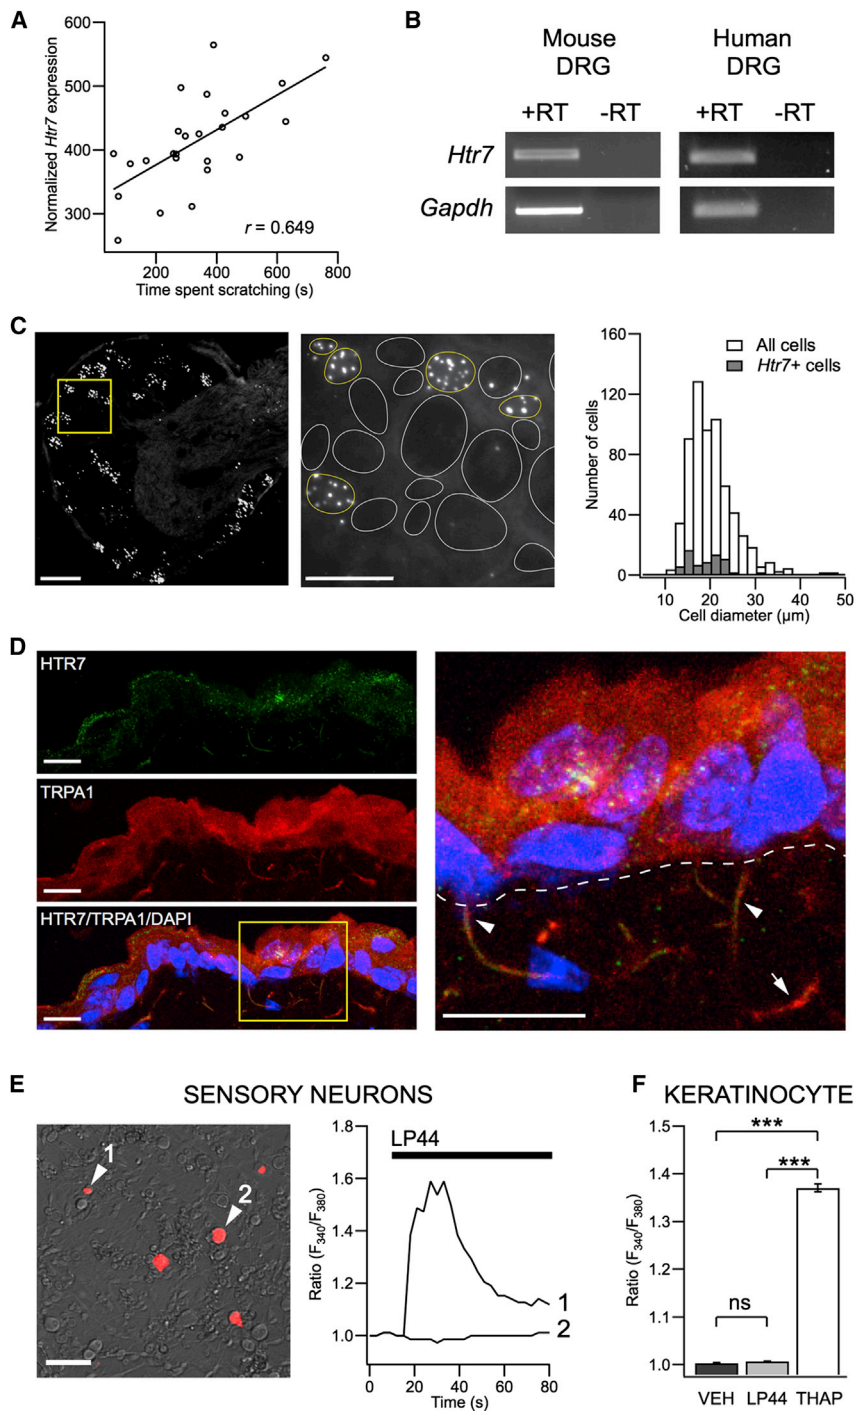 A
Normalized Htr7 expression
600
500
400
300
r = 0.649
200 400 600 800
Time spent scratching (s)
B
Mouse DRG
Human DRG
+RT -RT +RT -RT
Htr7
Gapdh
C
Number of cells
160
120
80
40
0
All cells
Htr7+ cells
10 20 30 40 50
Cell diameter (µm)
D
HTR7
TRPA1
HTR7/TRPA1/DAPI
E
SENSORY NEURONS
1
2
Ratio (F340/F380)
1.8
1.6
1.4
1.2
1.0
LP44
1
2
0 20 40 60 80
Time (s)
F
KERATINOCYTE
Ratio (F340/F380)
1.5
1.4
1.3
1.2
1.1
1.0
***
***
ns
VEH LP44 THAP